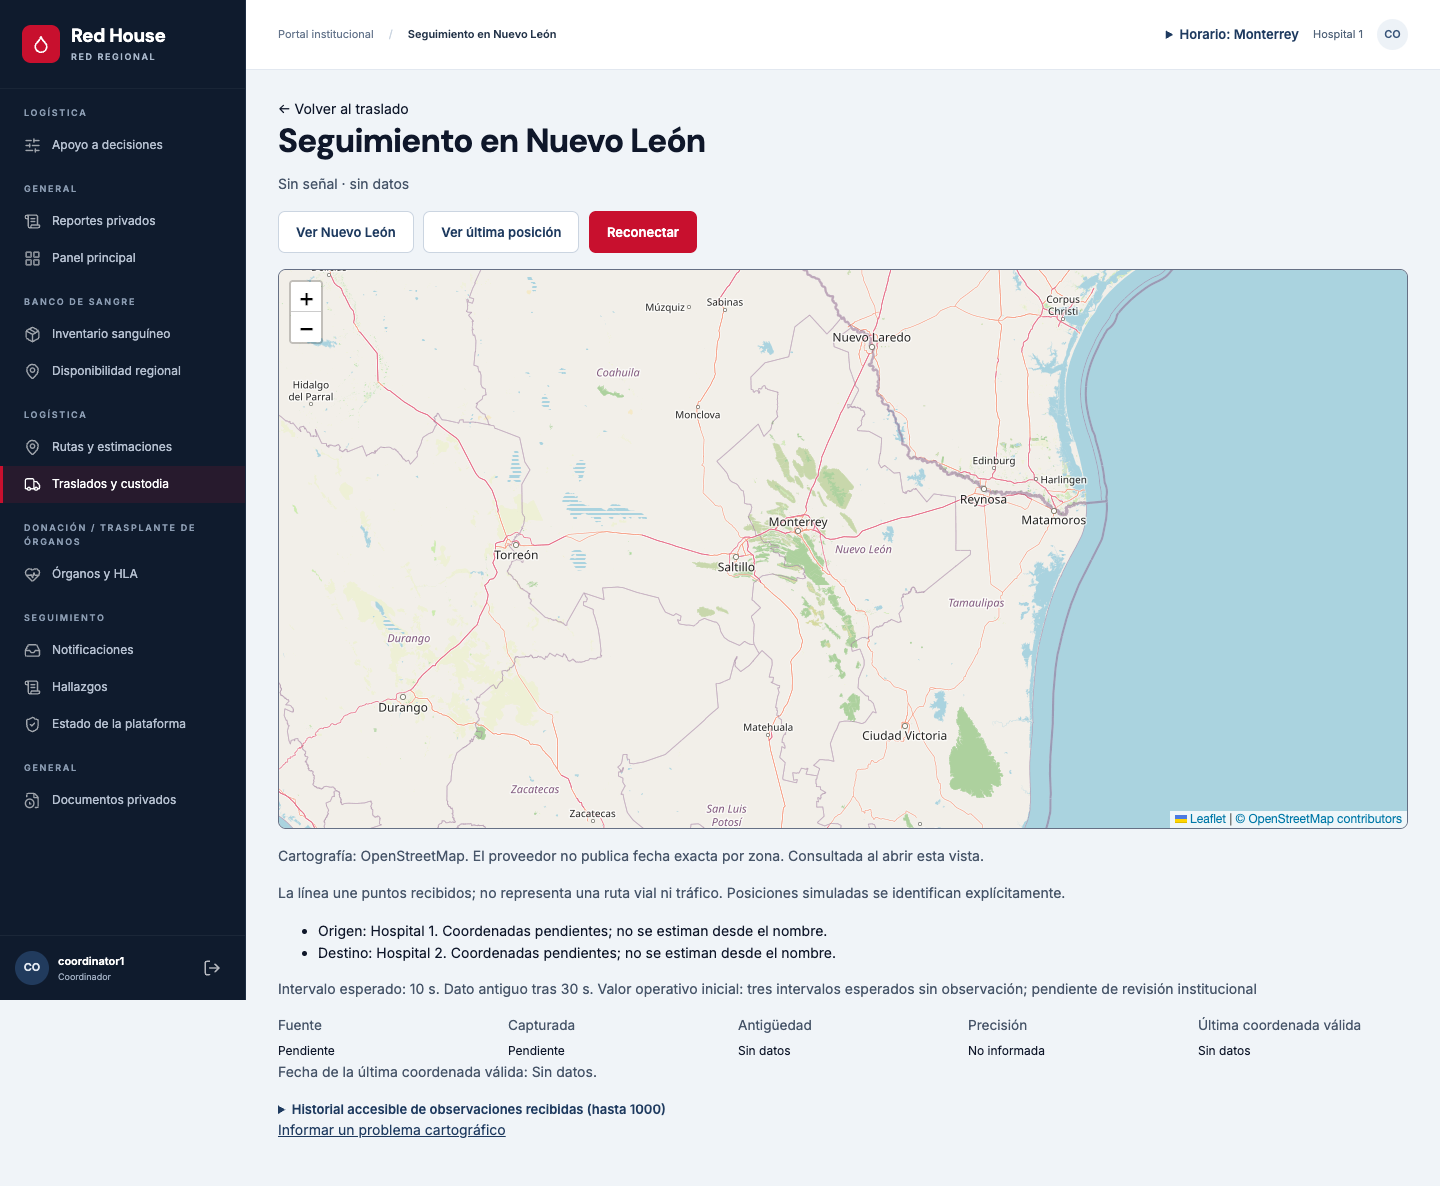 Red House
RED REGIONAL
LOGÍSTICA
Apoyo a decisiones
GENERAL
Reportes privados
Panel principal
BANCO DE SANGRE
Inventario sanguíneo
Disponibilidad regional
LOGÍSTICA
Rutas y estimaciones
Traslados y custodia
DONACIÓN / TRASPLANTE DE
ÓRGANOS
Órganos y HLA
SEGUIMIENTO
Notificaciones
Hallazgos
Estado de la plataforma
GENERAL
Documentos privados
CO
coordinator1
Coordinador
Portal institucional / Seguimiento en Nuevo León
▶ Horario: Monterrey
Hospital 1
CO
← Volver al traslado
Seguimiento en Nuevo León
Sin señal · sin datos
Ver Nuevo León
Ver última posición
Reconectar
+
−
Múzquiz
Sabinas
Corpus
Christi
Nuevo Laredo
Coahuila
Hidalgo
del Parral
Monclova
Edinburg
Harlingen
Reynosa
Matamoros
Monterrey
Nuevo León
Torreón
Saltillo
Tamaulipas
Durango
Durango
Matehuala
Ciudad Victoria
Zacatecas
Zacatecas
San Luis
Potosí
Leaflet | © OpenStreetMap contributors
Cartografía: OpenStreetMap. El proveedor no publica fecha exacta por zona. Consultada al abrir esta vista.
La línea une puntos recibidos; no representa una ruta vial ni tráfico. Posiciones simuladas se identifican explícitamente.
• Origen: Hospital 1. Coordenadas pendientes; no se estiman desde el nombre.
• Destino: Hospital 2. Coordenadas pendientes; no se estiman desde el nombre.
Intervalo esperado: 10 s. Dato antiguo tras 30 s. Valor operativo inicial: tres intervalos esperados sin observación; pendiente de revisión institucional
Fuente Capturada Antigüedad Precisión Última coordenada válida
Pendiente Pendiente Sin datos No informada Sin datos
Fecha de la última coordenada válida: Sin datos.
▶ Historial accesible de observaciones recibidas (hasta 1000)
Informar un problema cartográfico